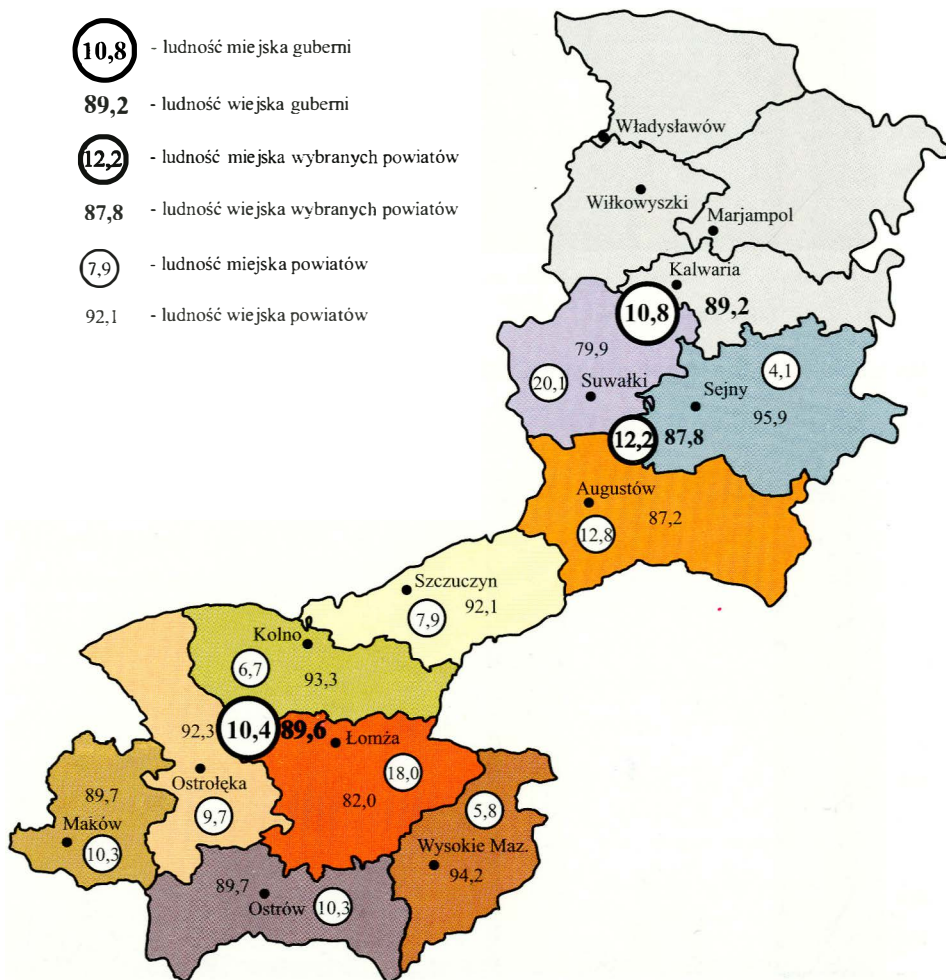 10,8 - ludność miejska guberni
89,2 - ludność wiejska guberni
12,2 - ludność miejska wybranych powiatów
87,8 - ludność wiejska wybranych powiatów
7,9 - ludność miejska powiatów
92,1 - ludność wiejska powiatów
Władysławów
Wiłkowyszki
Marjampol
Kalwaria
10,8 89,2
79,9
4,1
20,1
Suwałki
Sejny
95,9
12,2 87,8
Augustów
87,2
12,8
Szczuczyn
92,1
7,9
Kolno
6,7
93,3
92,3
10,4 89,6
Łomża
Ostrołęka
18,0
89,7
82,0
9,7
5,8
Maków
10,3
Wysokie Maz.
94,2
89,7
Ostrów
10,3